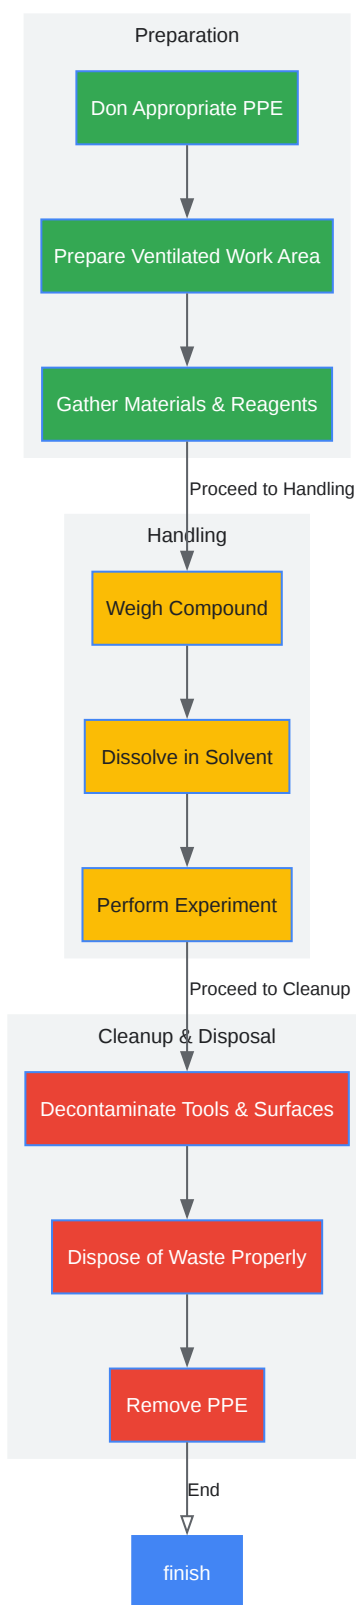 Preparation
Don Appropriate PPE
Prepare Ventilated Work Area
Gather Materials & Reagents
Proceed to Handling
Handling
Weigh Compound
Dissolve in Solvent
Perform Experiment
Proceed to Cleanup
Cleanup & Disposal
Decontaminate Tools & Surfaces
Dispose of Waste Properly
Remove PPE
End
finish